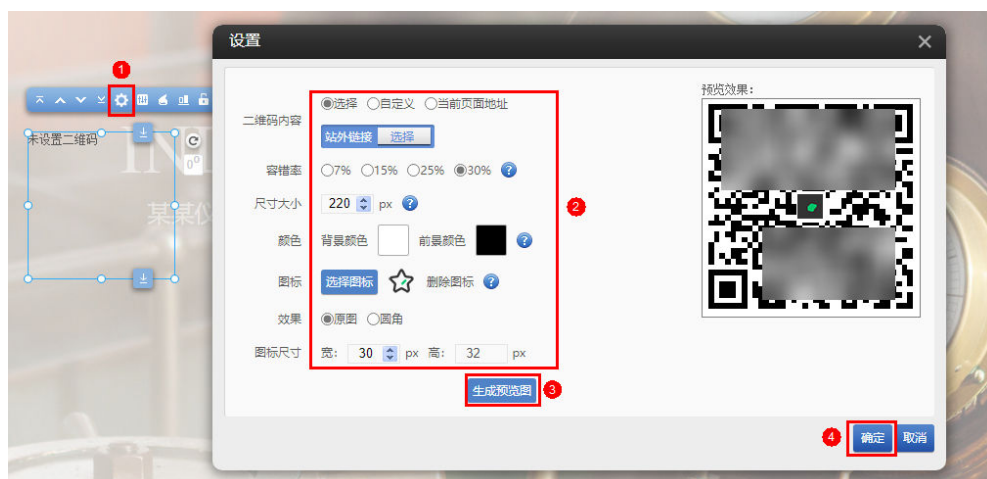 设置
1
未设置二维码
0°
IN
某某仪
二维码内容
选择 自定义 当前页面地址
站外链接 选择
容错率 7% 15% 25% 30% ?
尺寸大小 220 px ?
2
颜色 背景颜色 前景颜色 ?
图标 选择图标 删除图标 ?
效果 原图 圆角
图标尺寸 宽: 30 px 高: 32 px
生成预览图 3
预览效果:
4 确定 取消